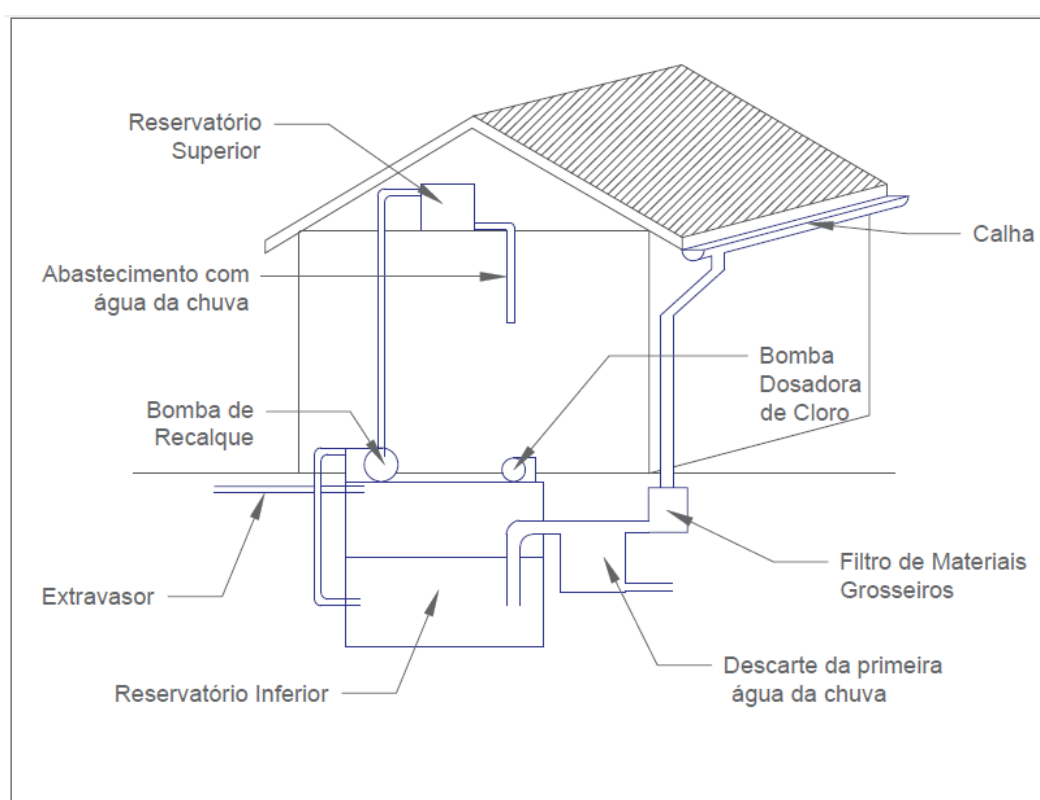 Reservatório
Superior
Calha
Abastecimento com
água da chuva
Bomba
Dosadora
de Cloro
Bomba de
Recalque
Filtro de Materiais
Grosseiros
Extravasor
Descarte da primeira
água da chuva
Reservatório Inferior